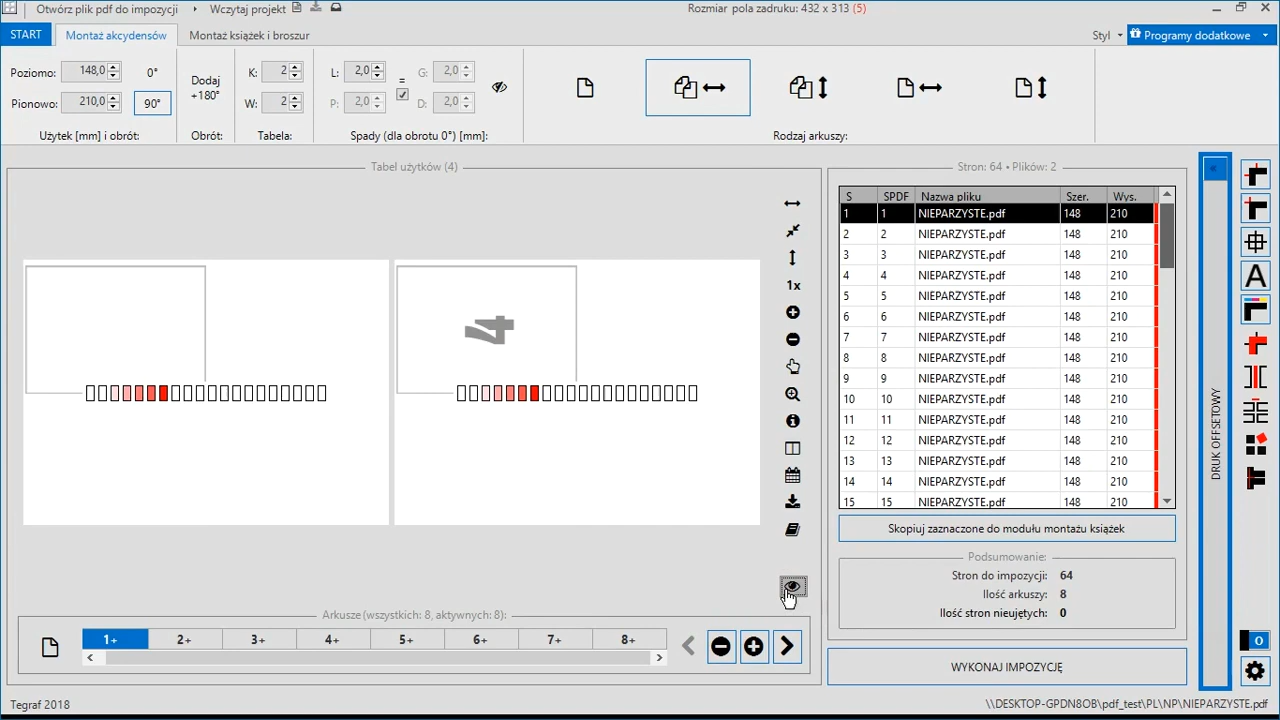 Otwórz plik pdf do impozycji
Wczytaj projekt
Rozmiar pola zadruku: 432 x 313 (5)
START
Montaż akcydensów
Montaż książek i broszur
Styl
Programy dodatkowe
Poziomo: 148,0
0°
Dodaj
+180°
K: 2
L: 2,0
=
G: 2,0
Pionowo: 210,0
90°
W: 2
P: 2,0
D: 2,0
Użytek [mm] i obrót:
Obrót:
Tabela:
Spady (dla obrotu 0°) [mm]:
Rodzaj arkuszy:
Tabel użytków (4)
4
1x
Stron: 64 • Plików: 2
S SPDF Nazwa pliku Szer. Wys.
1 1 NIEPARZYSTE.pdf 148 210
2 2 NIEPARZYSTE.pdf 148 210
3 3 NIEPARZYSTE.pdf 148 210
4 4 NIEPARZYSTE.pdf 148 210
5 5 NIEPARZYSTE.pdf 148 210
6 6 NIEPARZYSTE.pdf 148 210
7 7 NIEPARZYSTE.pdf 148 210
8 8 NIEPARZYSTE.pdf 148 210
9 9 NIEPARZYSTE.pdf 148 210
10 10 NIEPARZYSTE.pdf 148 210
11 11 NIEPARZYSTE.pdf 148 210
12 12 NIEPARZYSTE.pdf 148 210
13 13 NIEPARZYSTE.pdf 148 210
14 14 NIEPARZYSTE.pdf 148 210
15 15 NIEPARZYSTE.pdf 148 210
Skopiuj zaznaczone do modułu montażu książek
Podsumowanie:
Stron do impozycji: 64
Ilość arkuszy: 8
Ilość stron nieujętych: 0
WYKONAJ IMPOZYCJĘ
DRUK OFFSETOWY
A
O
Arkusze (wszystkich: 8, aktywnych: 8):
1+ 2+ 3+ 4+ 5+ 6+ 7+ 8+
Tegraf 2018
\\DESKTOP-GPDN8OB\pdf_test\PL\NP\NIEPARZYSTE.pdf